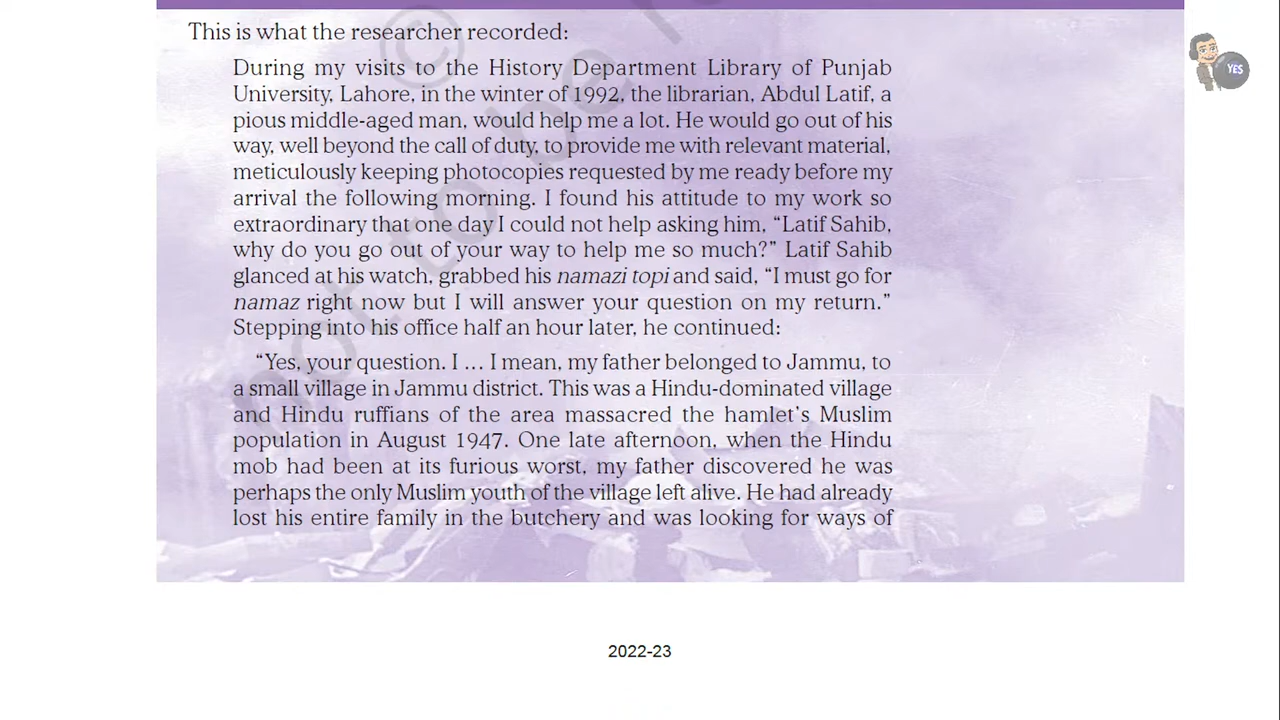 This is what the researcher recorded:
During my visits to the History Department Library of Punjab
University, Lahore, in the winter of 1992, the librarian, Abdul Latif, a
pious middle-aged man, would help me a lot. He would go out of his
way, well beyond the call of duty, to provide me with relevant material,
meticulously keeping photocopies requested by me ready before my
arrival the following morning. I found his attitude to my work so
extraordinary that one day I could not help asking him, “Latif Sahib,
why do you go out of your way to help me so much?” Latif Sahib
glanced at his watch, grabbed his namazi topi and said, “I must go for
namaz right now but I will answer your question on my return.”
Stepping into his office half an hour later, he continued:
“Yes, your question. I ... I mean, my father belonged to Jammu, to
a small village in Jammu district. This was a Hindu-dominated village
and Hindu ruffians of the area massacred the hamlet’s Muslim
population in August 1947. One late afternoon, when the Hindu
mob had been at its furious worst, my father discovered he was
perhaps the only Muslim youth of the village left alive. He had already
lost his entire family in the butchery and was looking for ways of
2022-23
YES
©
not to be